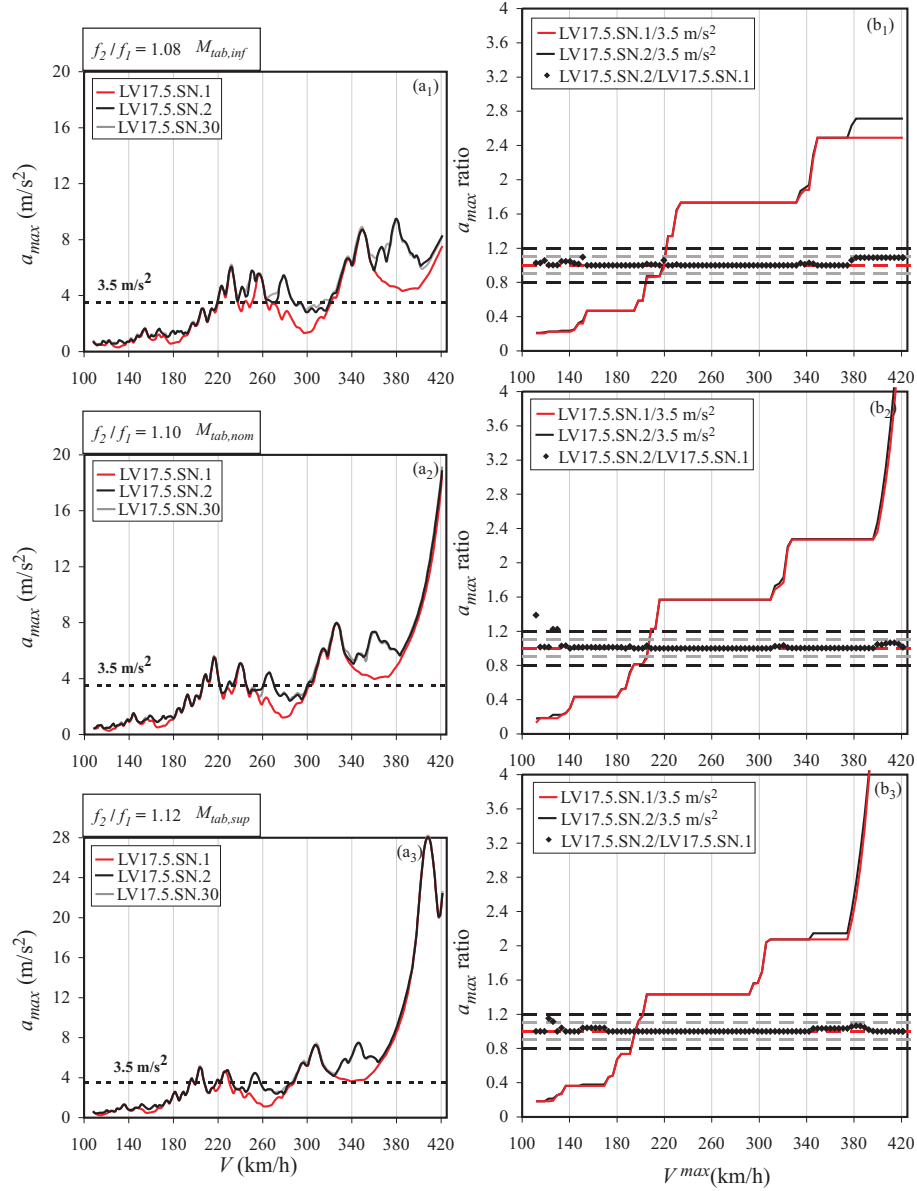 f₂ / f₁ = 1.08 M_tab,inf
(a₁)
LV17.5.SN.1
LV17.5.SN.2
LV17.5.SN.30
3.5 m/s²
a_max (m/s²)
20
16
12
8
4
0
100 140 180 220 260 300 340 380 420
(b₁)
LV17.5.SN.1/3.5 m/s²
LV17.5.SN.2/3.5 m/s²
LV17.5.SN.2/LV17.5.SN.1
a_max ratio
4
3.6
3.2
2.8
2.4
2
1.6
1.2
0.8
0.4
0
100 140 180 220 260 300 340 380 420
f₂ / f₁ = 1.10 M_tab,nom
(a₂)
LV17.5.SN.1
LV17.5.SN.2
LV17.5.SN.30
3.5 m/s²
a_max (m/s²)
20
16
12
8
4
0
100 140 180 220 260 300 340 380 420
(b₂)
LV17.5.SN.1/3.5 m/s²
LV17.5.SN.2/3.5 m/s²
LV17.5.SN.2/LV17.5.SN.1
a_max ratio
4
3.6
3.2
2.8
2.4
2
1.6
1.2
0.8
0.4
0
100 140 180 220 260 300 340 380 420
f₂ / f₁ = 1.12 M_tab,sup
(a₃)
LV17.5.SN.1
LV17.5.SN.2
LV17.5.SN.30
3.5 m/s²
a_max (m/s²)
28
24
20
16
12
8
4
0
100 140 180 220 260 300 340 380 420
V (km/h)
(b₃)
LV17.5.SN.1/3.5 m/s²
LV17.5.SN.2/3.5 m/s²
LV17.5.SN.2/LV17.5.SN.1
a_max ratio
4
3.6
3.2
2.8
2.4
2
1.6
1.2
0.8
0.4
0
100 140 180 220 260 300 340 380 420
V^max (km/h)